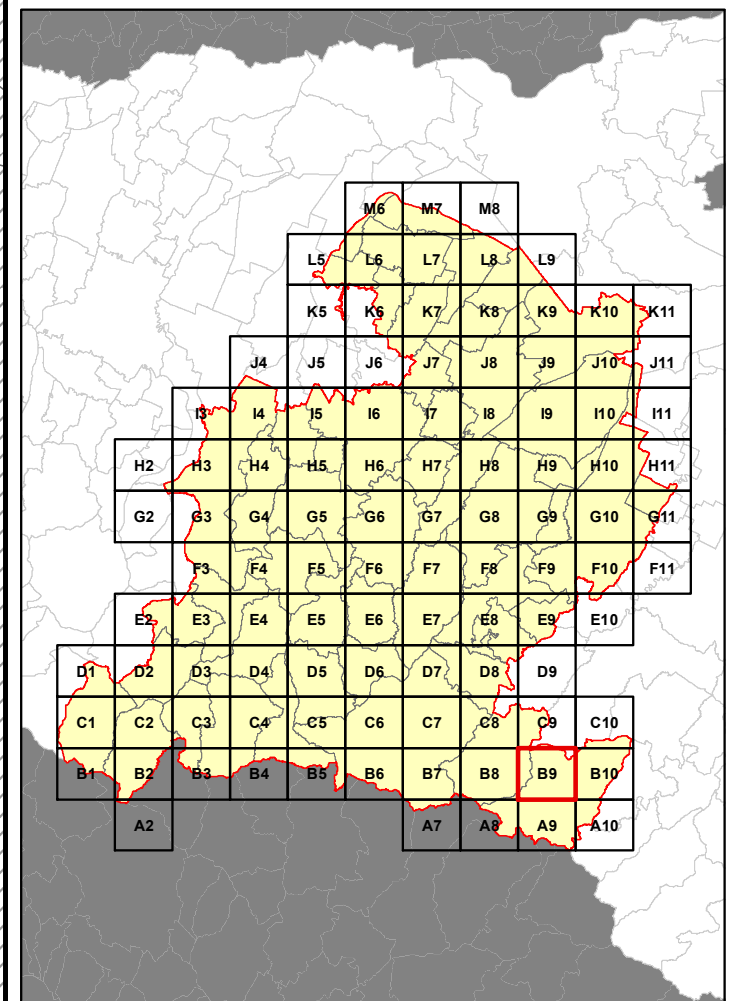 M6 M7 M8
L5 L6 L7 L8 L9
K5 K6 K7 K8 K9 K10 K11
J4 J5 J6 J7 J8 J9 J10 J11
I3 I4 I5 I6 I7 I8 I9 I10 I11
H2 H3 H4 H5 H6 H7 H8 H9 H10 H11
G2 G3 G4 G5 G6 G7 G8 G9 G10 G11
F3 F4 F5 F6 F7 F8 F9 F10 F11
E2 E3 E4 E5 E6 E7 E8 E9 E10
D1 D2 D3 D4 D5 D6 D7 D8 D9
C1 C2 C3 C4 C5 C6 C7 C8 C9 C10
B1 B2 B3 B4 B5 B6 B7 B8 B9 B10
A2 A7 A8 A9 A10